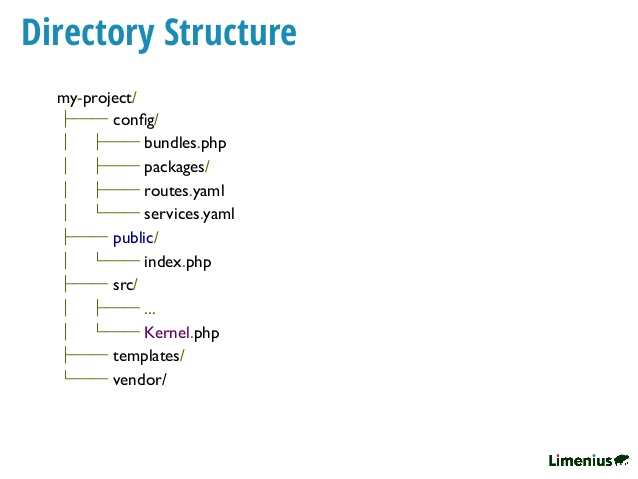 Directory Structure
my-project/
├── config/
│ ├── bundles.php
│ ├── packages/
│ ├── routes.yaml
│ └── services.yaml
├── public/
│ └── index.php
├── src/
│ ├── ...
│ └── Kernel.php
├── templates/
└── vendor/
Limenius